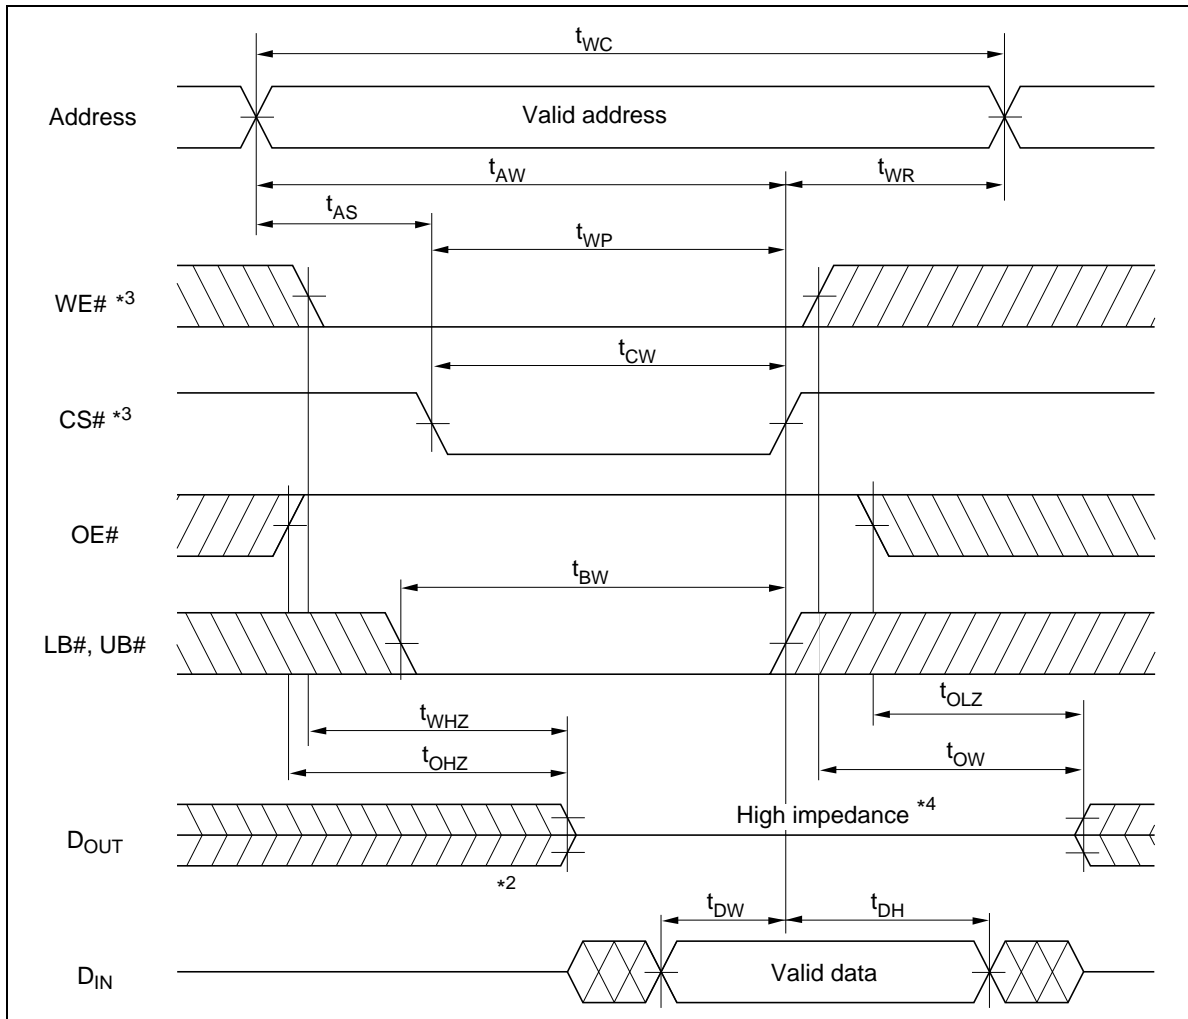 tWC
Address
Valid address
tAW
tWR
tAS
tWP
WE# *3
tCW
CS# *3
OE#
tBW
LB#, UB#
tOLZ
tWHZ
tOHZ
tOW
High impedance *4
DOUT
*2
tDW
tDH
DIN
Valid data